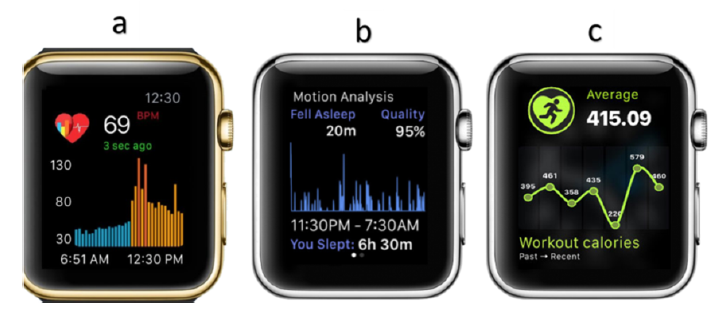 a
b
c
12:30
69 BPM
3 sec ago
130
80
30
6:51 AM 12:30 PM
Motion Analysis
Fell Asleep Quality
20m 95%
11:30PM - 7:30AM
You Slept: 6h 30m
Average
415.09
395 461 358 435 226 579 460
Workout calories
Past → Recent